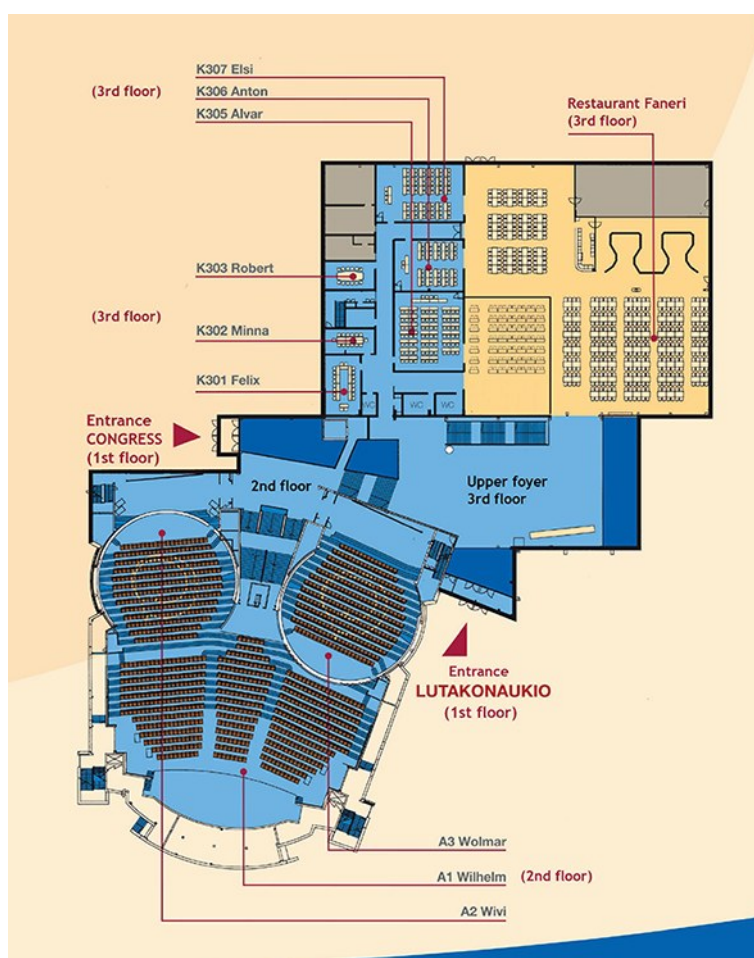 K307 Elsi
(3rd floor)
K306 Anton
K305 Alvar
Restaurant Faneri
(3rd floor)
K303 Robert
(3rd floor)
K302 Minna
K301 Felix
WC
WC
WC
Entrance
CONGRESS
(1st floor)
2nd floor
Upper foyer
3rd floor
Entrance
LUTAKONAUKIO
(1st floor)
A3 Wolmar
A1 Wilhelm
(2nd floor)
A2 Wivi